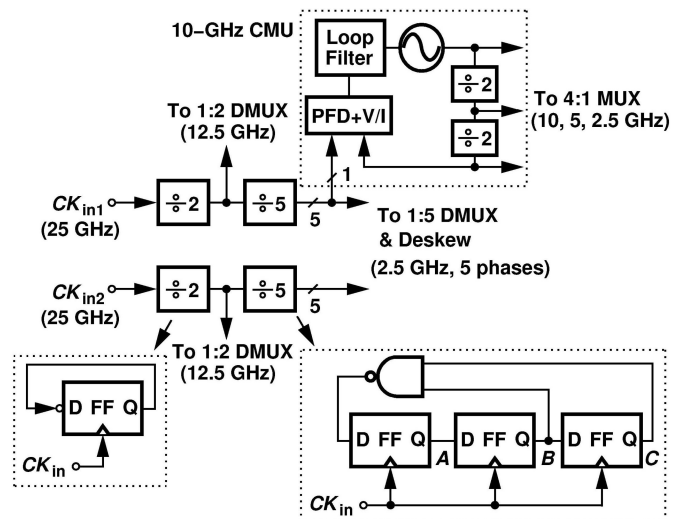 10–GHz CMU
Loop
Filter
÷2
÷2
PFD+V/I
To 4:1 MUX
(10, 5, 2.5 GHz)
To 1:2 DMUX
(12.5 GHz)
1
CKin1
(25 GHz)
÷2
÷5
5
To 1:5 DMUX
& Deskew
(2.5 GHz, 5 phases)
CKin2
(25 GHz)
÷2
÷5
5
To 1:2 DMUX
(12.5 GHz)
D FF Q
CKin
D FF Q
A
D FF Q
B
D FF Q
C
CKin